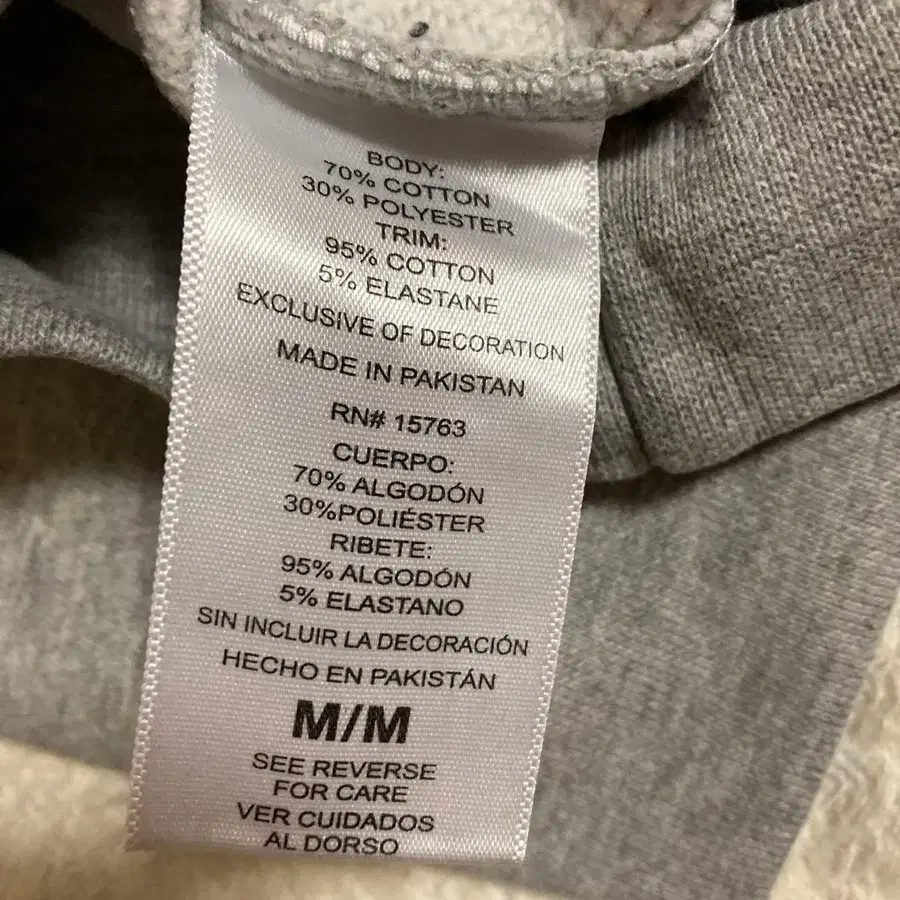 BODY:
70% COTTON
30% POLYESTER
TRIM:
95% COTTON
5% ELASTANE
EXCLUSIVE OF DECORATION
MADE IN PAKISTAN
RN# 15763
CUERPO:
70% ALGODÓN
30%POLIÉSTER
RIBETE:
95% ALGODÓN
5% ELASTANO
SIN INCLUIR LA DECORACIÓN
HECHO EN PAKISTÁN
M/M
SEE REVERSE
FOR CARE
VER CUIDADOS
AL DORSO